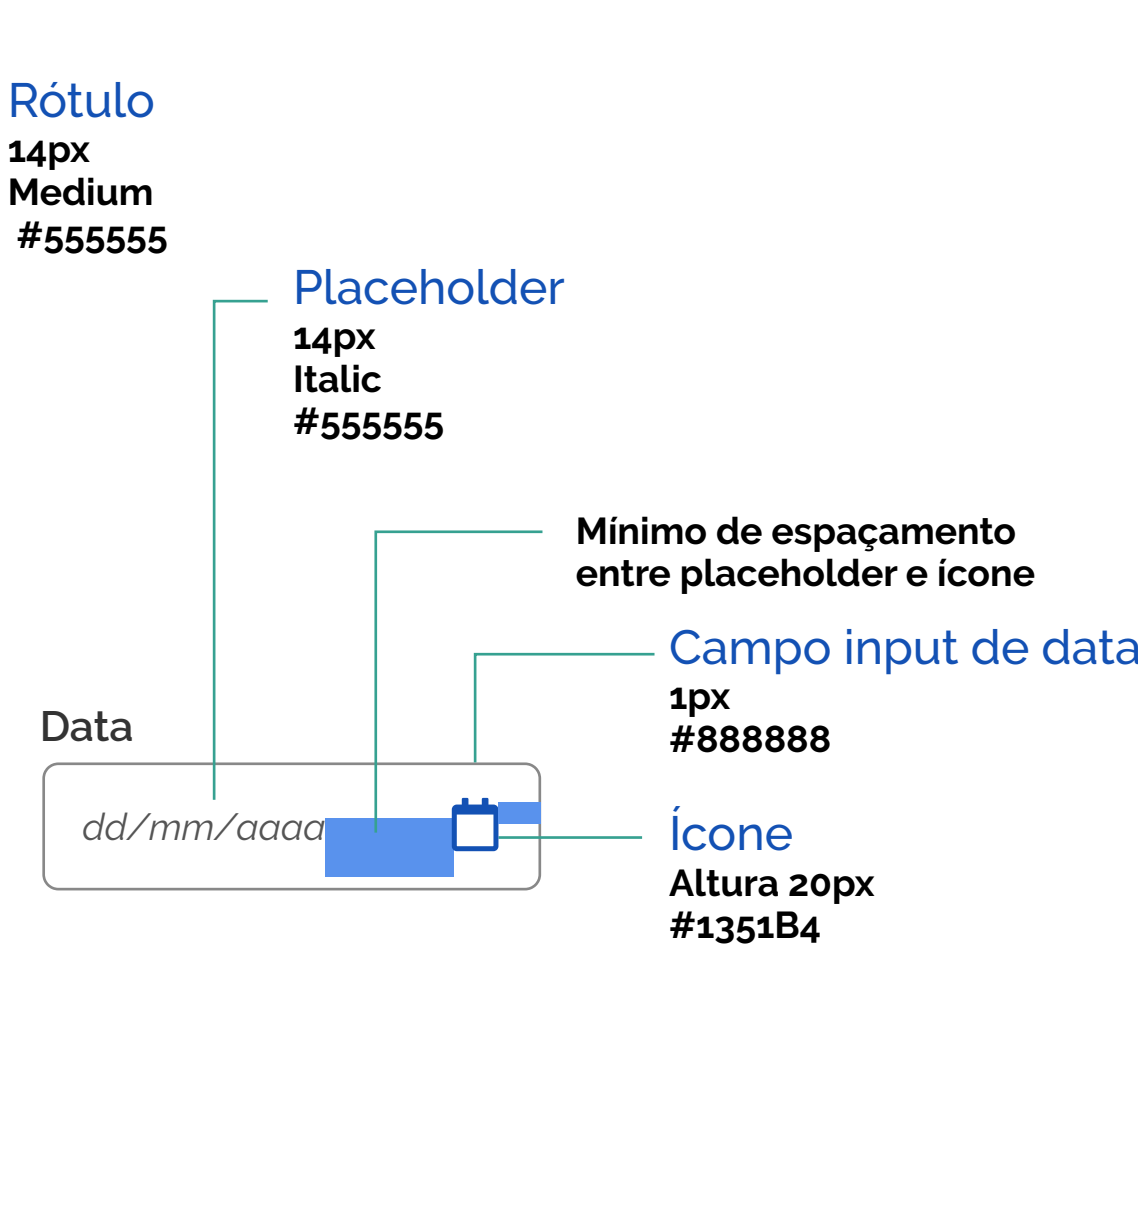 Rótulo
14px
Medium
#555555
Placeholder
14px
Italic
#555555
Mínimo de espaçamento
entre placeholder e ícone
Campo input de data
1px
#888888
Data
dd/mm/aaaa
Ícone
Altura 20px
#1351B4